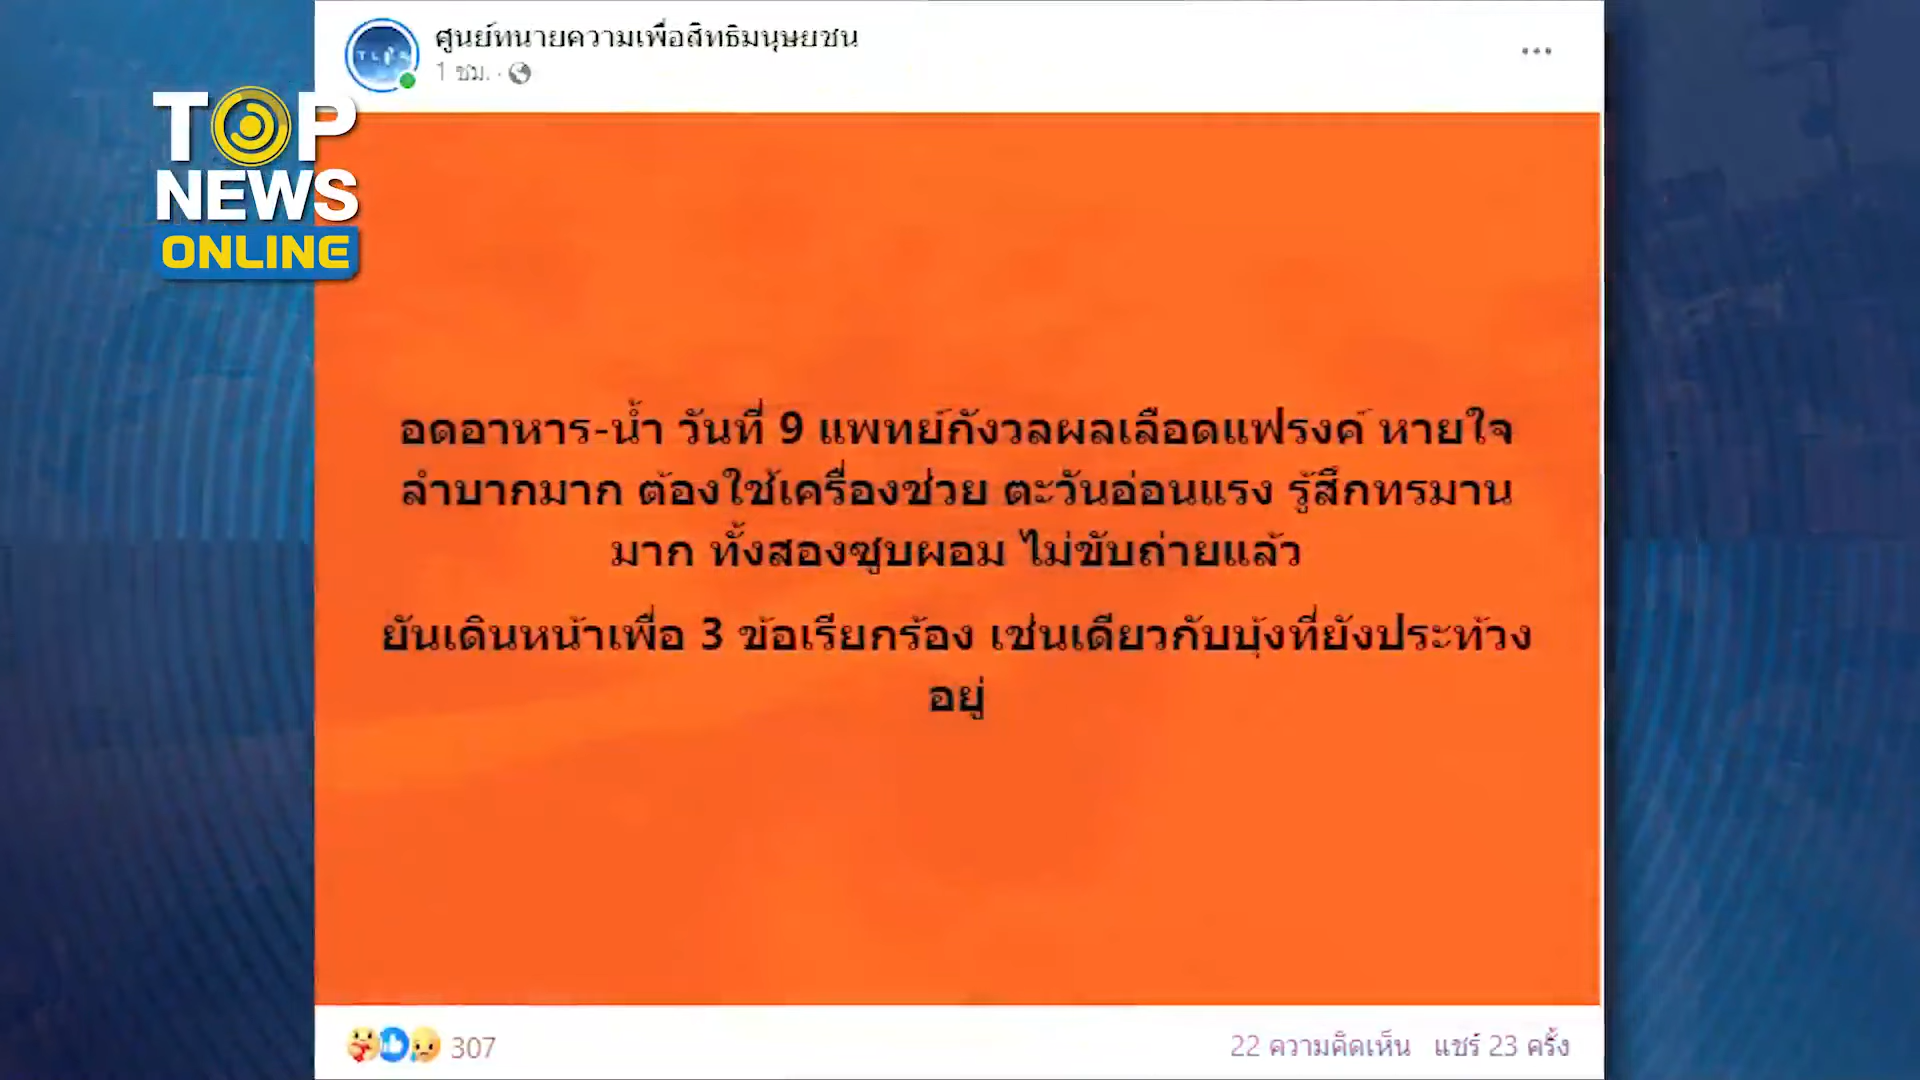 ศูนย์ทนายความเพื่อสิทธิมนุษยชน
1 ชม.
TOP
NEWS
ONLINE
อดอาหาร-น้ำ วันที่ 9 แพทย์กังวลผลเลือดแฟรงค์ หายใจ
ลำบากมาก ต้องใช้เครื่องช่วย ตะวันอ่อนแรง รู้สึกทรมาน
มาก ทั้งสองซูบผอม ไม่ขับถ่ายแล้ว
ยันเดินหน้าเพื่อ 3 ข้อเรียกร้อง เช่นเดียวกับบุ้งที่ยังประท้วง
อยู่
307
22 ความคิดเห็น แชร์ 23 ครั้ง